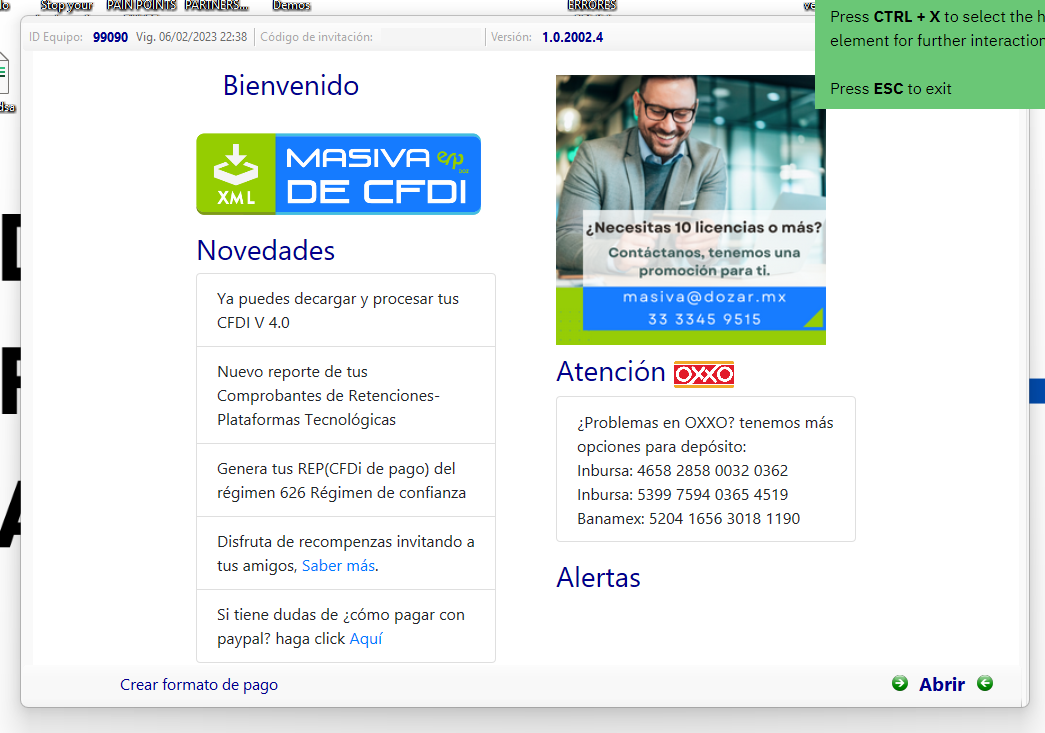 Stop your
PAIN POINTS
PARTNERS...
Demos
ERRORES
Press CTRL + X to select the h
element for further interaction
Press ESC to exit
ID Equipo: 99090 Vig. 06/02/2023 22:38 Código de invitación: Versión: 1.0.2002.4
Bienvenido
XML
MASIVA erp
DE CFDI
Novedades
Ya puedes decargar y procesar tus
CFDI V 4.0
Nuevo reporte de tus
Comprobantes de Retenciones-
Plataformas Tecnológicas
Genera tus REP(CFDi de pago) del
régimen 626 Régimen de confianza
Disfruta de recompenzas invitando a
tus amigos, Saber más.
Si tiene dudas de ¿cómo pagar con
paypal? haga click Aquí
¿Necesitas 10 licencias o más?
Contáctanos, tenemos una
promoción para ti.
masiva@dozar.mx
33 3345 9515
Atención OXXO
¿Problemas en OXXO? tenemos más
opciones para depósito:
Inbursa: 4658 2858 0032 0362
Inbursa: 5399 7594 0365 4519
Banamex: 5204 1656 3018 1190
Alertas
Crear formato de pago
Abrir